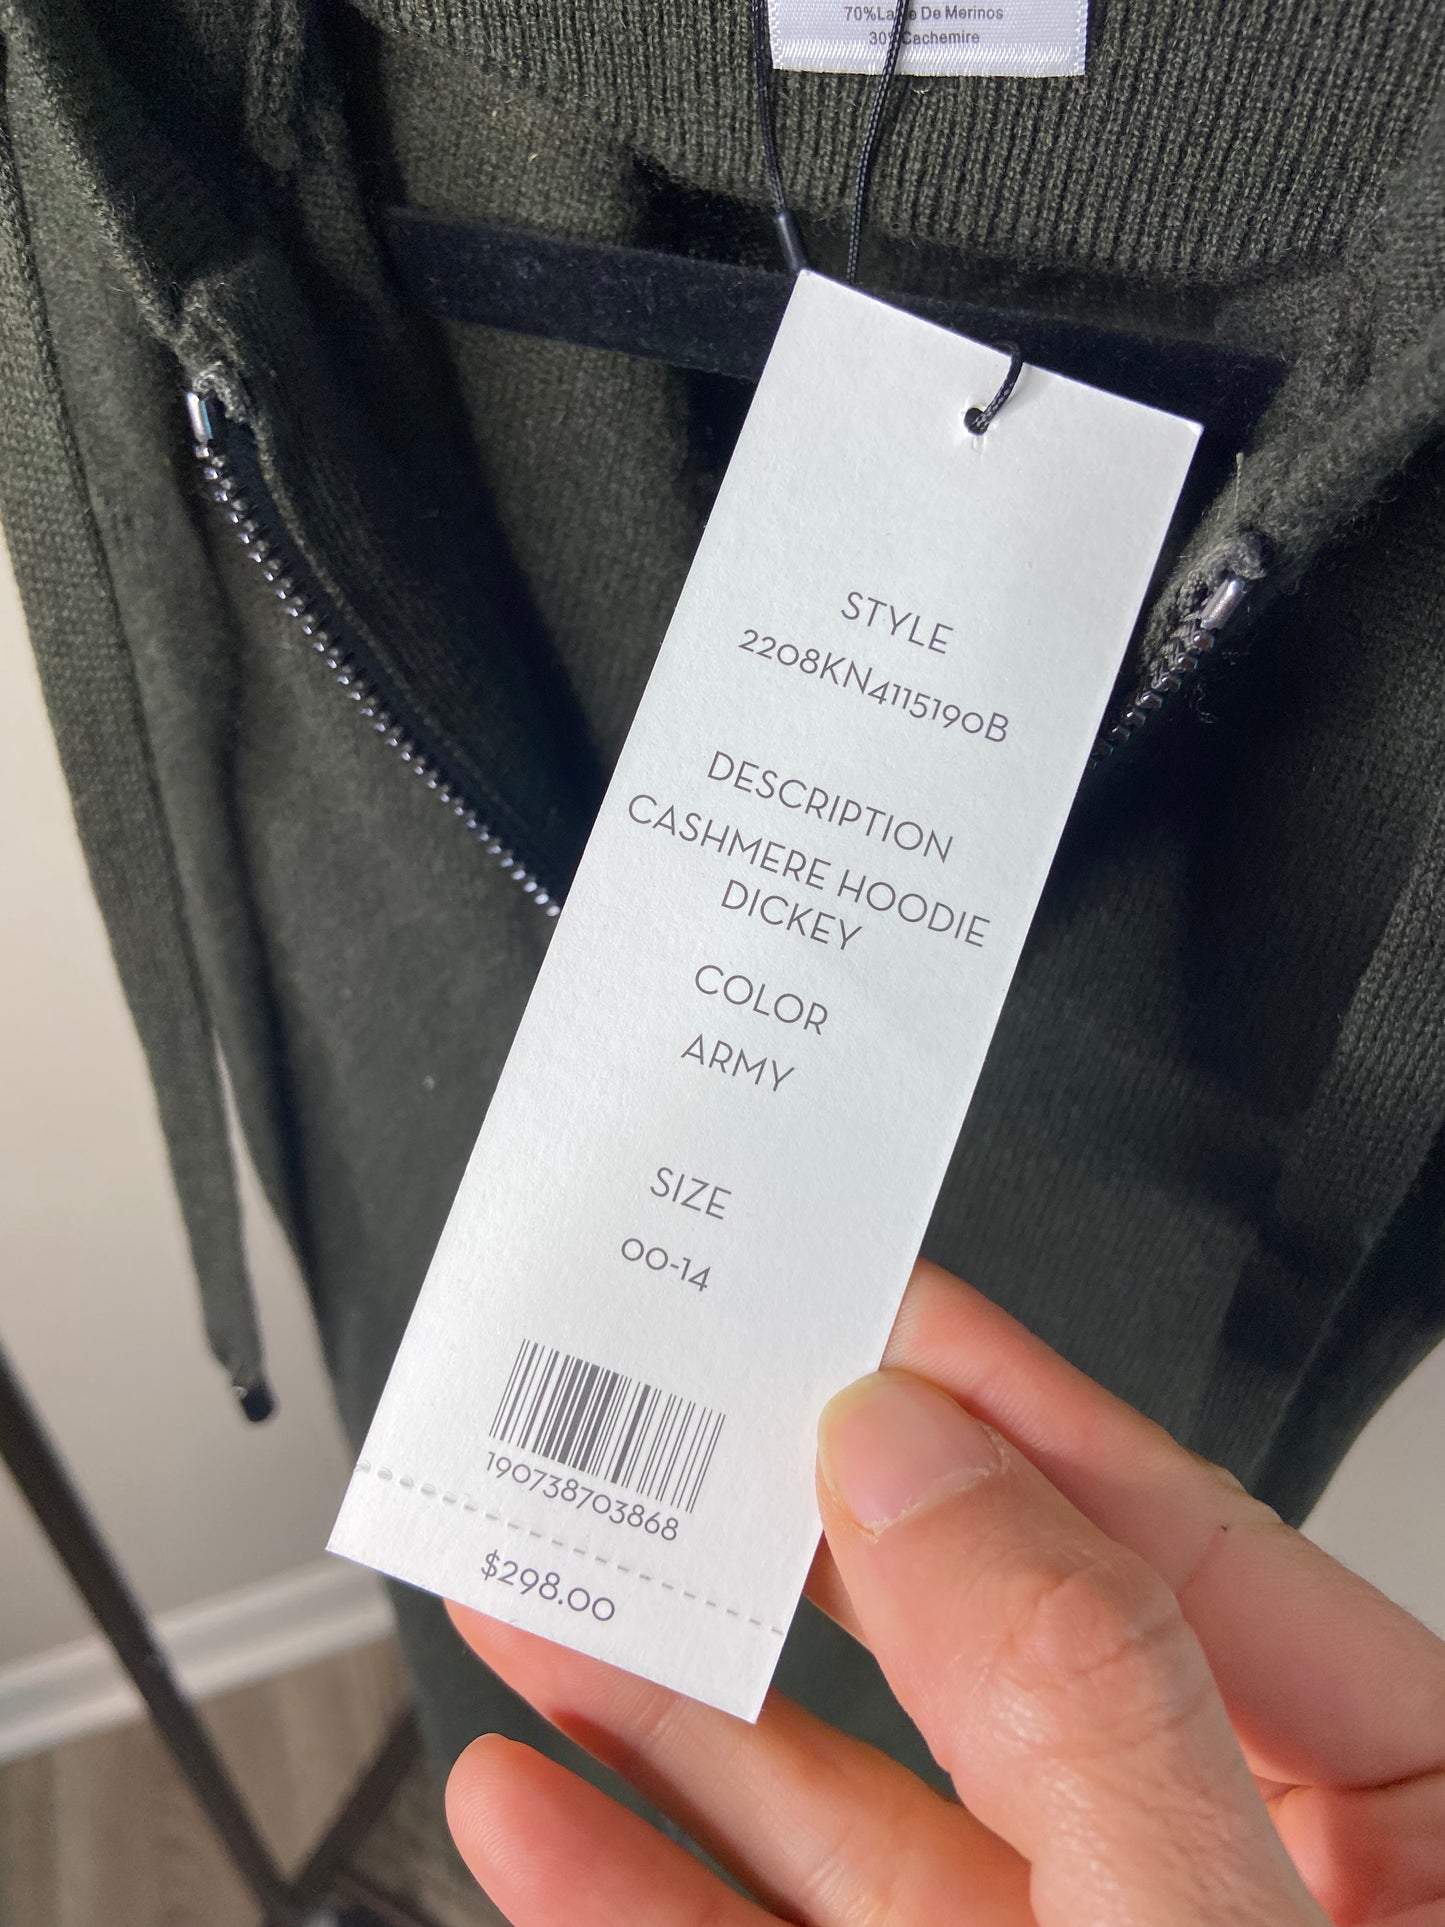 70%La e De Merinos
30% Cachemire
STYLE
2208KN4115190B
DESCRIPTION
CASHMERE HOODIE
DICKEY
COLOR
ARMY
SIZE
00-14
190738703868
$298.00